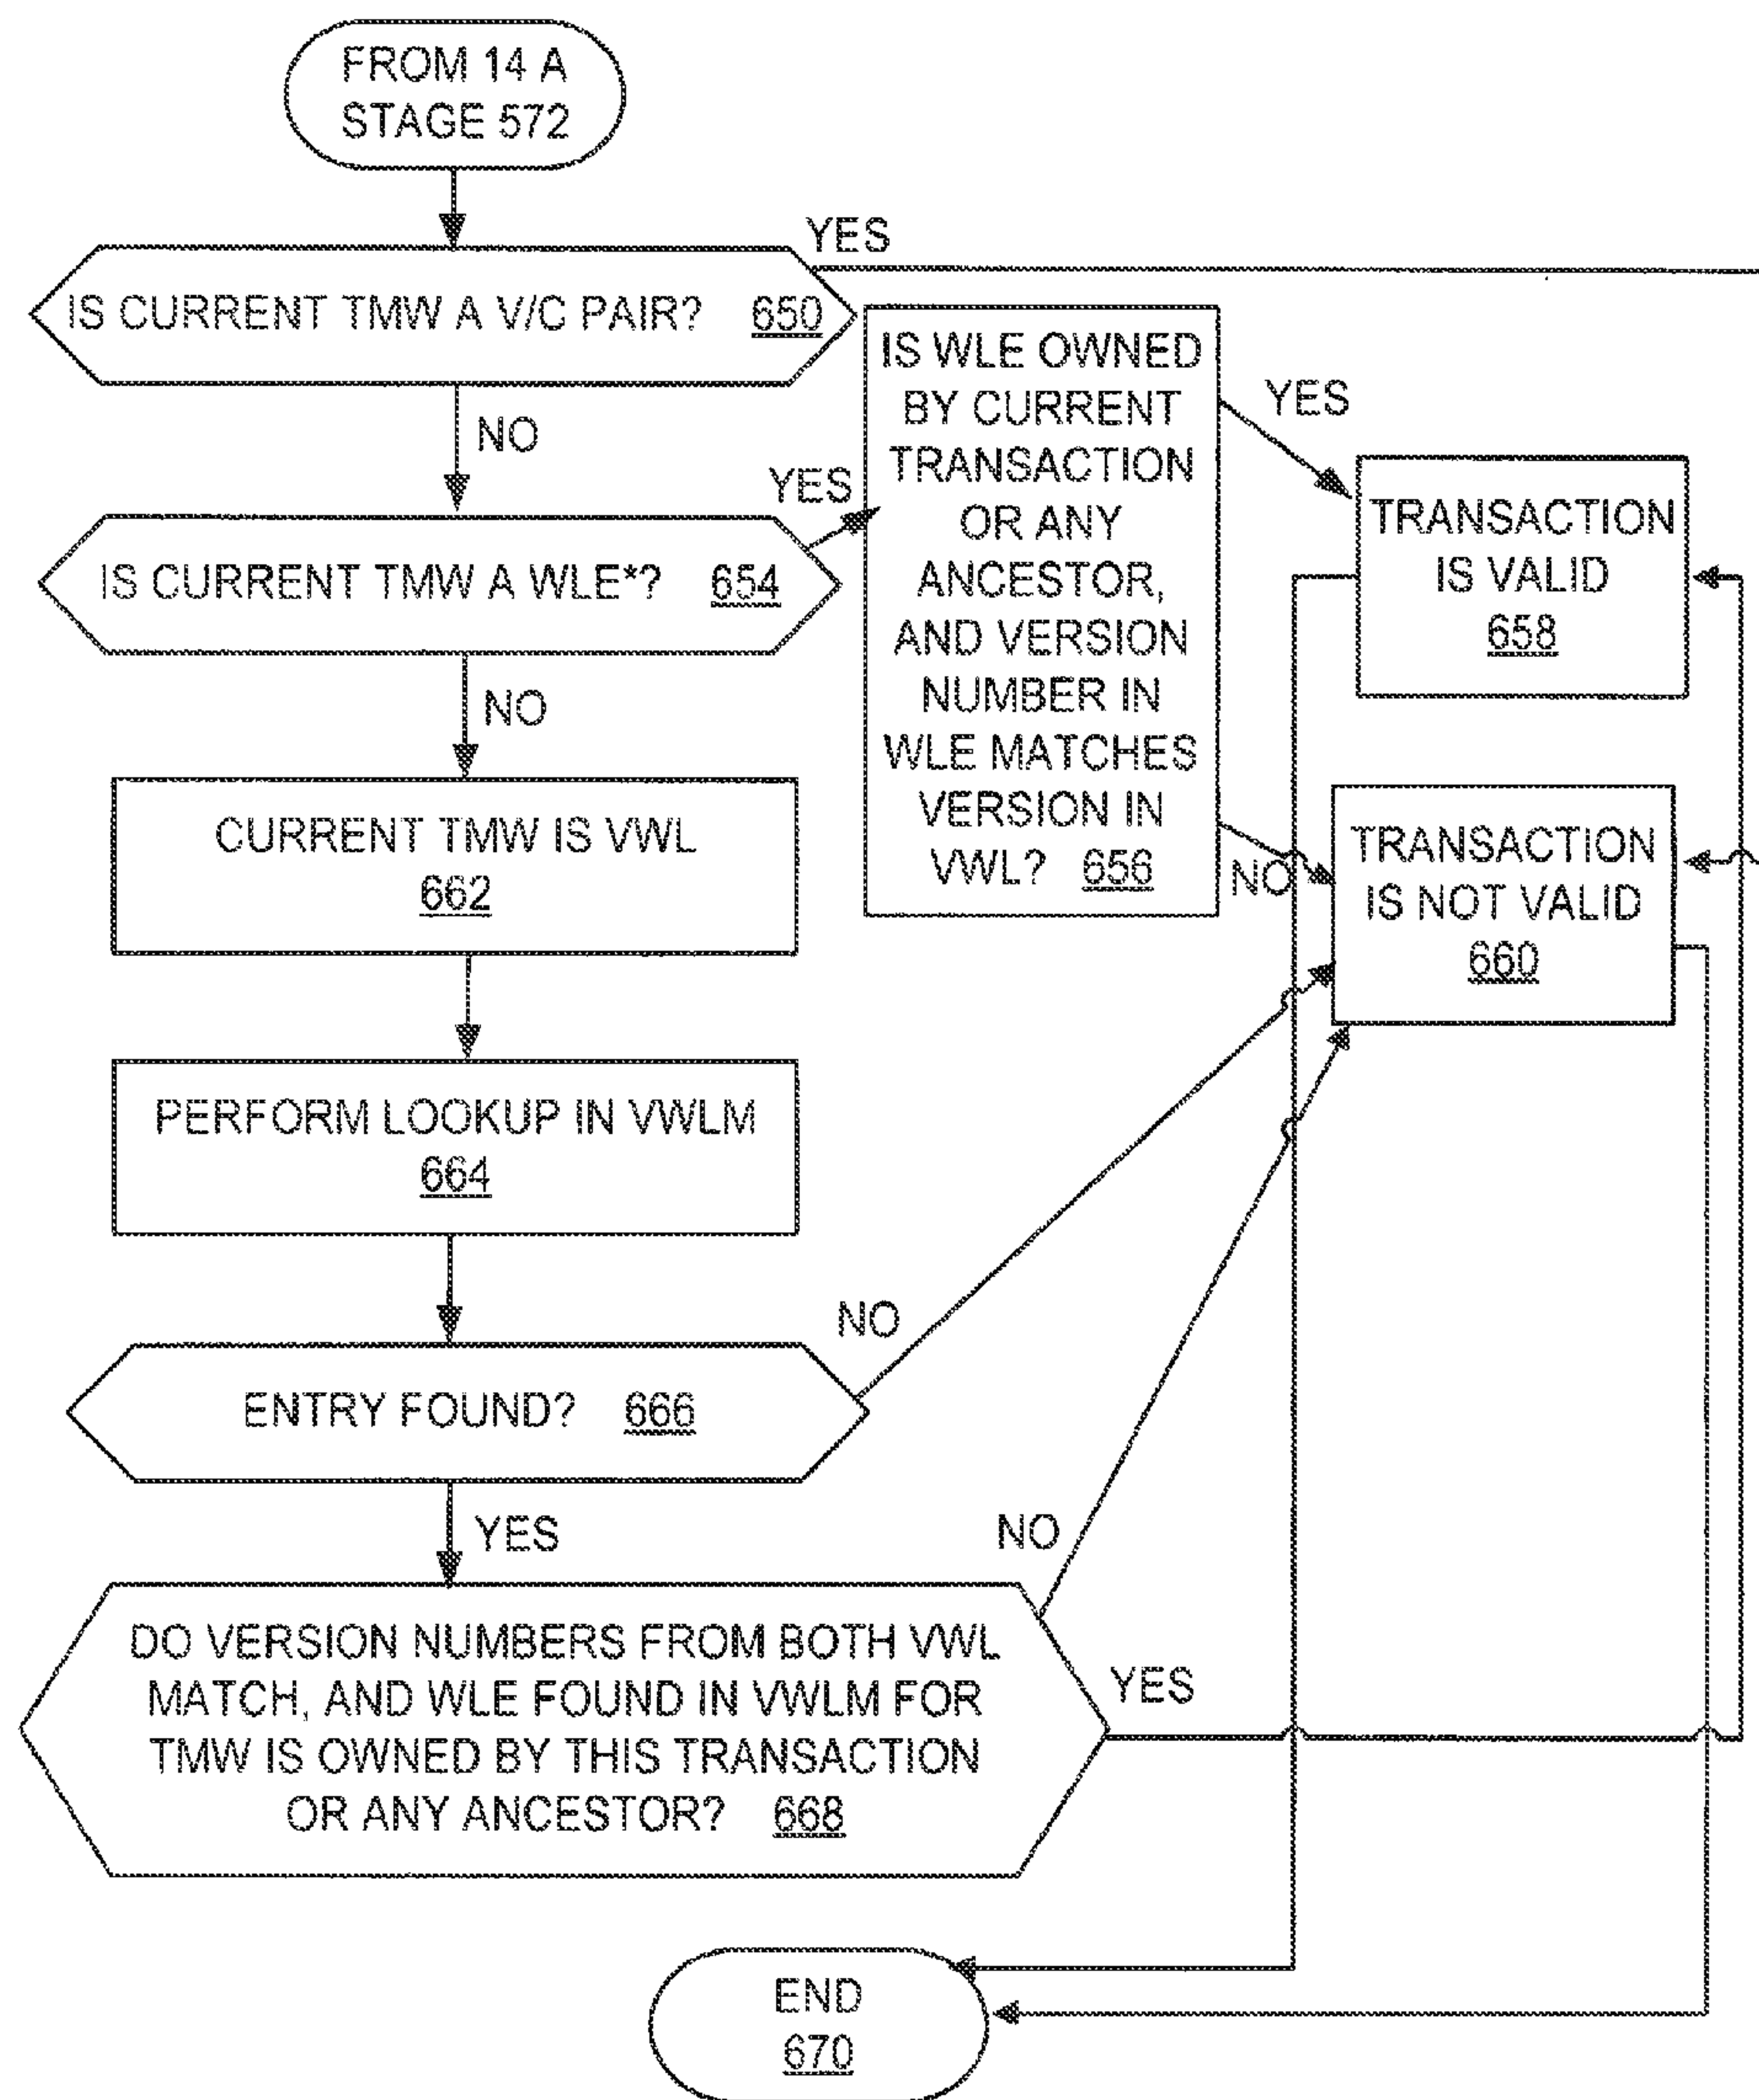 FROM 14 A
STAGE 572
YES
IS CURRENT TMW A V/C PAIR? 650
NO
IS WLE OWNED
BY CURRENT
TRANSACTION
OR ANY
ANCESTOR,
AND VERSION
NUMBER IN
WLE MATCHES
VERSION IN
VWL? 656
YES
YES
IS CURRENT TMW A WLE*? 654
TRANSACTION
IS VALID
658
NO
NO
TRANSACTION
IS NOT VALID
660
CURRENT TMW IS VWL
662
PERFORM LOOKUP IN VWLM
664
NO
ENTRY FOUND? 666
YES
NO
DO VERSION NUMBERS FROM BOTH VWL
MATCH, AND WLE FOUND IN VWLM FOR
TMW IS OWNED BY THIS TRANSACTION
OR ANY ANCESTOR? 668
YES
END
670